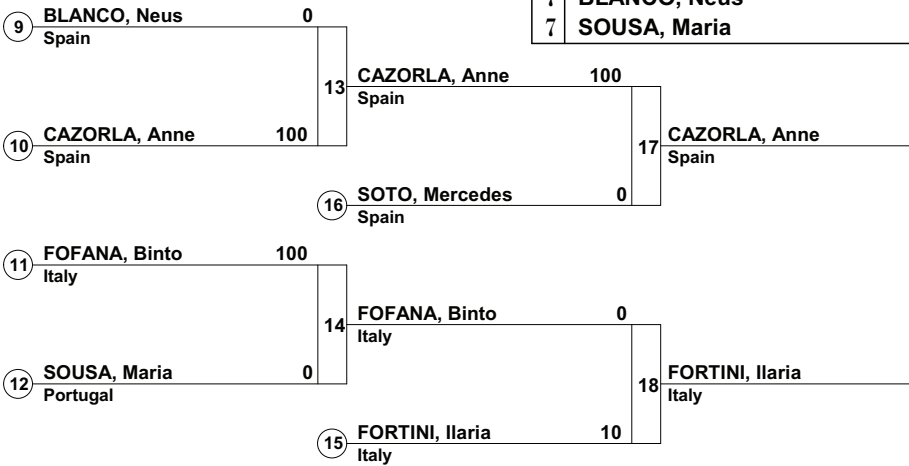 7 BLANCO, Neus
7 SOUSA, Maria
9 BLANCO, Neus 0
Spain
13 CAZORLA, Anne 100
Spain
10 CAZORLA, Anne 100
Spain
17 CAZORLA, Anne
Spain
16 SOTO, Mercedes 0
Spain
11 FOFANA, Binto 100
Italy
14 FOFANA, Binto 0
Italy
12 SOUSA, Maria 0
Portugal
18 FORTINI, Ilaria
Italy
15 FORTINI, Ilaria 10
Italy